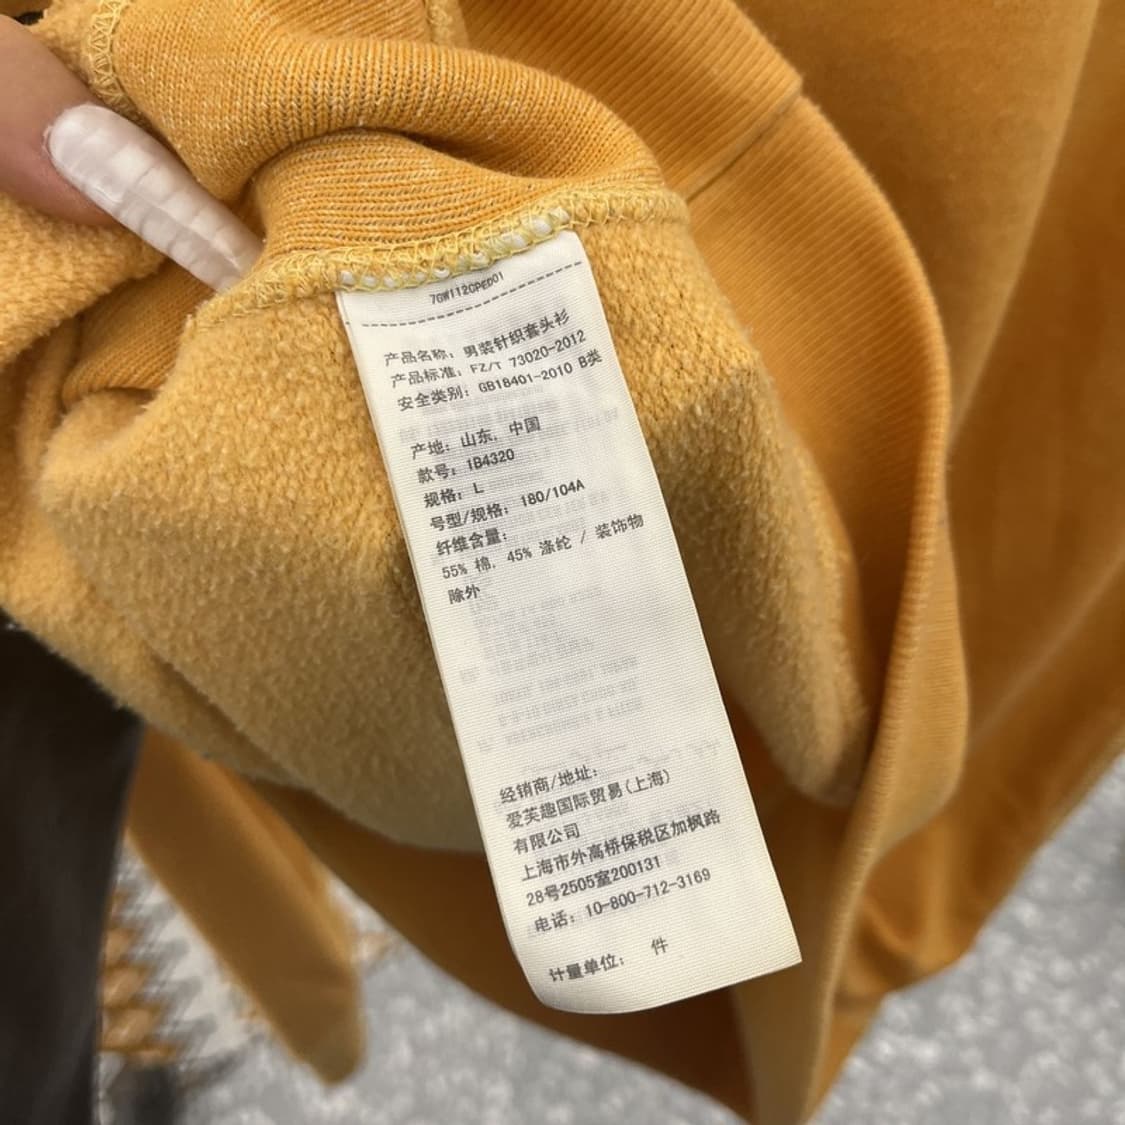 7GW112CPED01
产品名称: 男装针织套头衫
产品标准: FZ/T 73020-2012
安全类别: GB18401-2010 B类
产地: 山东, 中国
款号: 1B4320
规格: L
号型/规格: 180/104A
纤维含量:
55% 棉, 45% 涤纶 / 装饰物
除外
经销商/地址:
爱芙趣国际贸易(上海)
有限公司
上海市外高桥保税区加枫路
28号2505室200131
电话: 10-800-712-3169
计量单位: 件